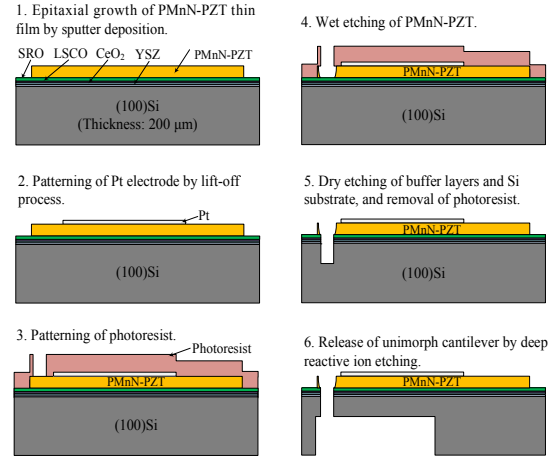 1. Epitaxial growth of PMnN-PZT thin
film by sputter deposition.
SRO LSCO CeO₂ YSZ
PMnN-PZT
(100)Si
(Thickness: 200 μm)
2. Patterning of Pt electrode by lift-off
process.
Pt
(100)Si
3. Patterning of photoresist.
Photoresist
PMnN-PZT
(100)Si
4. Wet etching of PMnN-PZT.
PMnN-PZT
(100)Si
5. Dry etching of buffer layers and Si
substrate, and removal of photoresist.
PMnN-PZT
(100)Si
6. Release of unimorph cantilever by deep
reactive ion etching.
PMnN-PZT